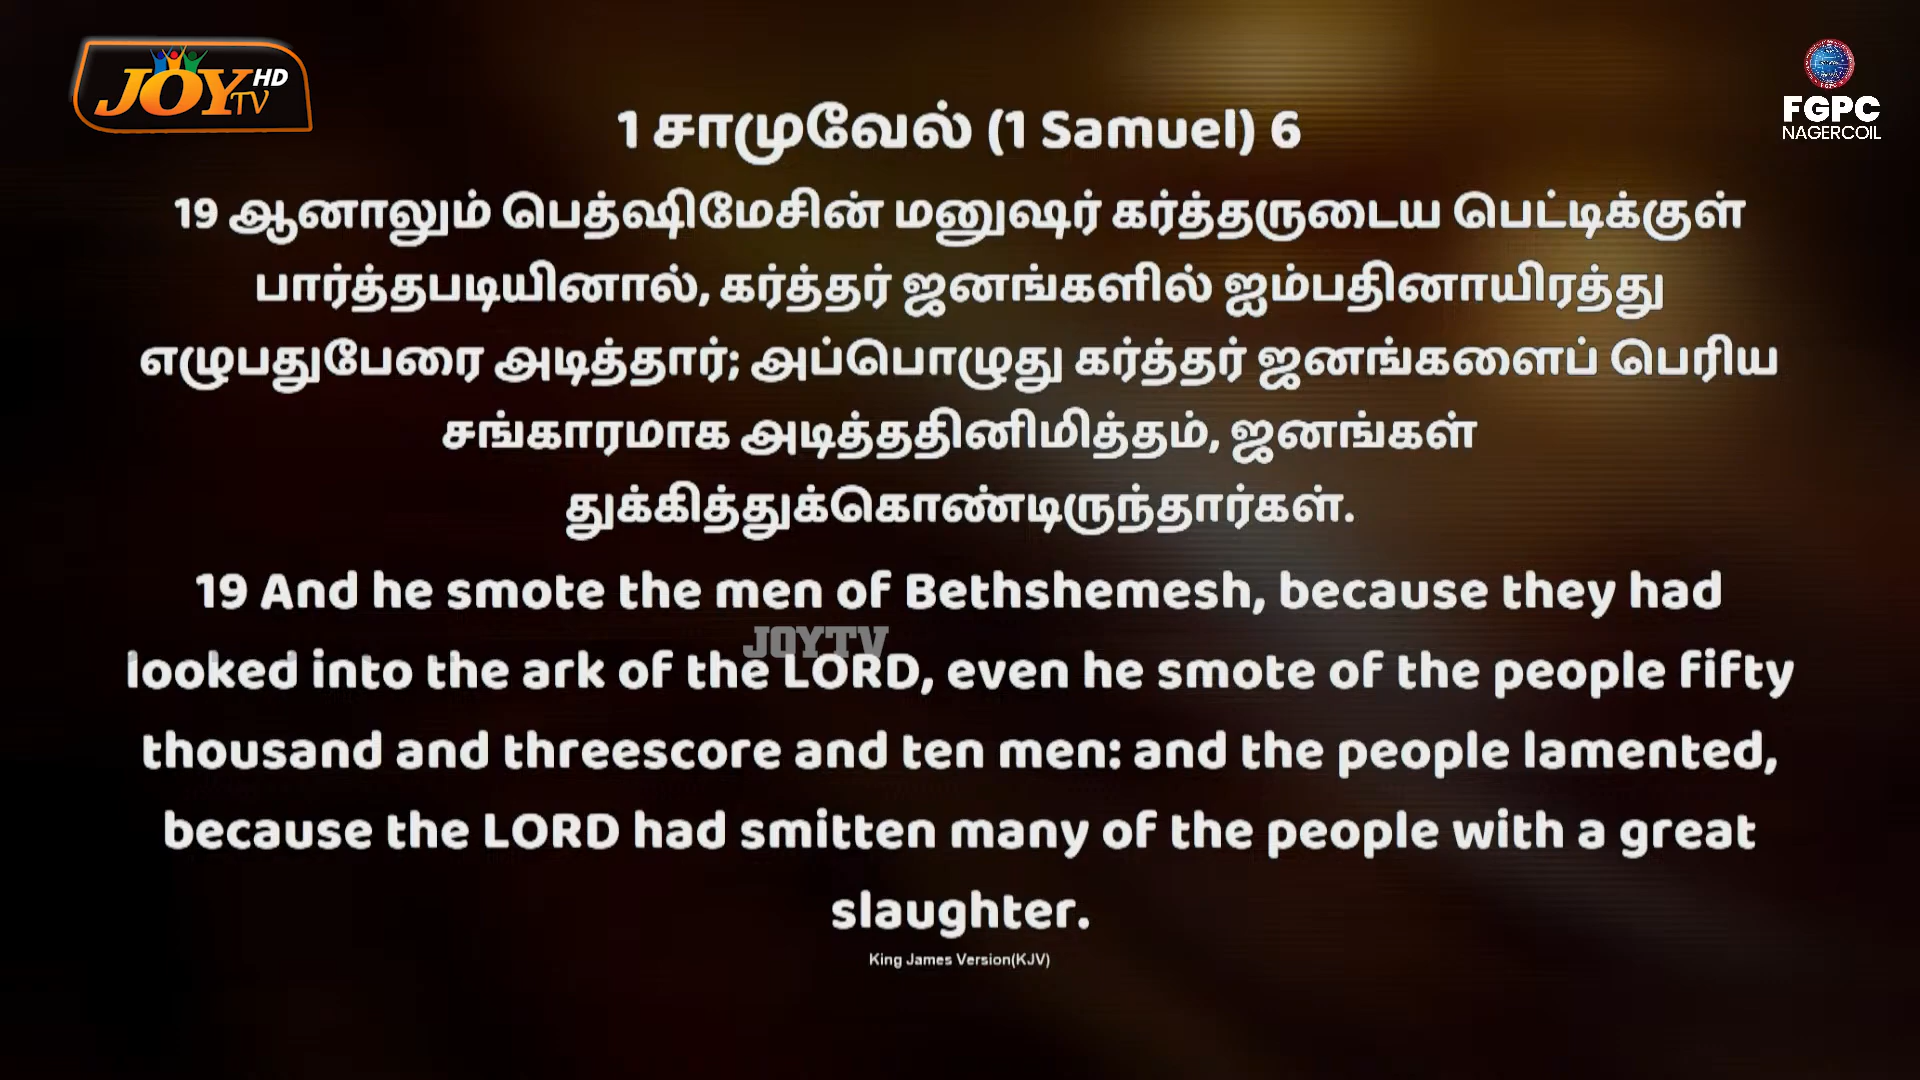 JOY TV HD
FGPC
NAGERCOIL
1 சாமுவேல் (1 Samuel) 6
19 ஆனாலும் பெத்ஷிமேசின் மனுஷர் கர்த்தருடைய பெட்டிக்குள்
பார்த்தபடியினால், கர்த்தர் ஜனங்களில் ஐம்பதினாயிரத்து
எழுபதுபேரை அடித்தார்; அப்பொழுது கர்த்தர் ஜனங்களைப் பெரிய
சங்காரமாக அடித்ததினிமித்தம், ஜனங்கள்
துக்கித்துக்கொண்டிருந்தார்கள்.
19 And he smote the men of Bethshemesh, because they had
JOYTV
looked into the ark of the LORD, even he smote of the people fifty
thousand and threescore and ten men: and the people lamented,
because the LORD had smitten many of the people with a great
slaughter.
King James Version(KJV)